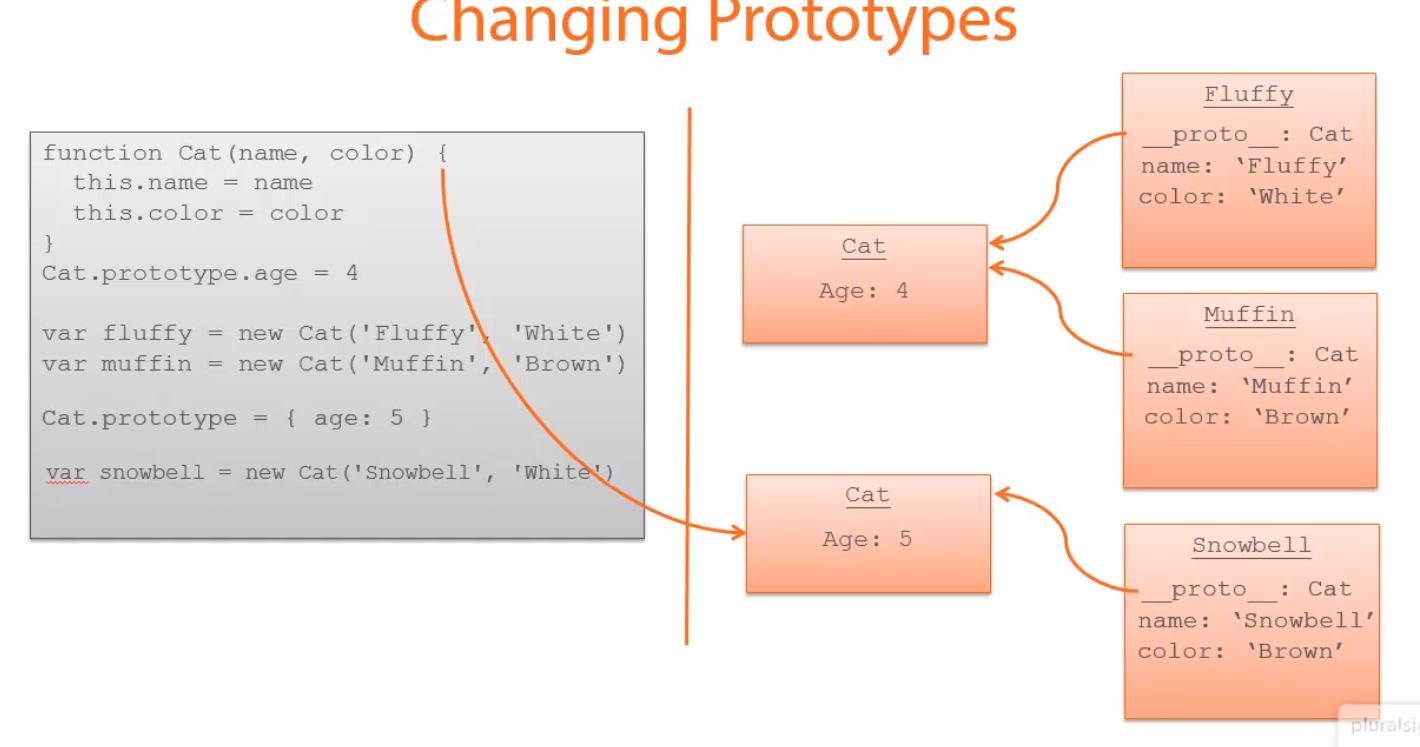 Changing Prototypes
function Cat(name, color) {
this.name = name
this.color = color
}
Cat.prototype.age = 4
var fluffy = new Cat('Fluffy', 'White')
var muffin = new Cat('Muffin', 'Brown')
Cat.prototype = { age: 5 }
var snowbell = new Cat('Snowbell', 'White')
Cat
Age: 4
Cat
Age: 5
Fluffy
__proto__: Cat
name: ‘Fluffy’
color: ‘White’
Muffin
__proto__: Cat
name: ‘Muffin’
color: ‘Brown’
Snowbell
__proto__: Cat
name: ‘Snowbell’
color: ‘Brown’